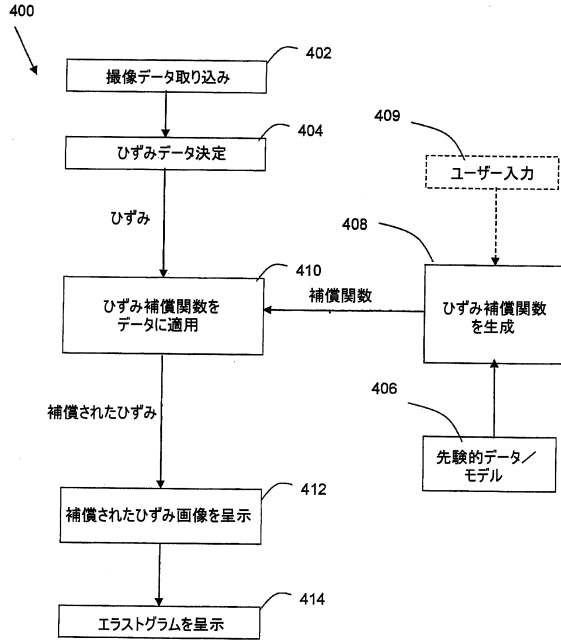 400
402
撮像データ取り込み
404
ひずみデータ決定
409
ユーザー入力
ひずみ
408
410
ひずみ補償関数を
データに適用
補償関数
ひずみ補償関数
を生成
補償されたひずみ
406
先験的データ／
モデル
412
補償されたひずみ画像を呈示
414
エラストグラムを呈示